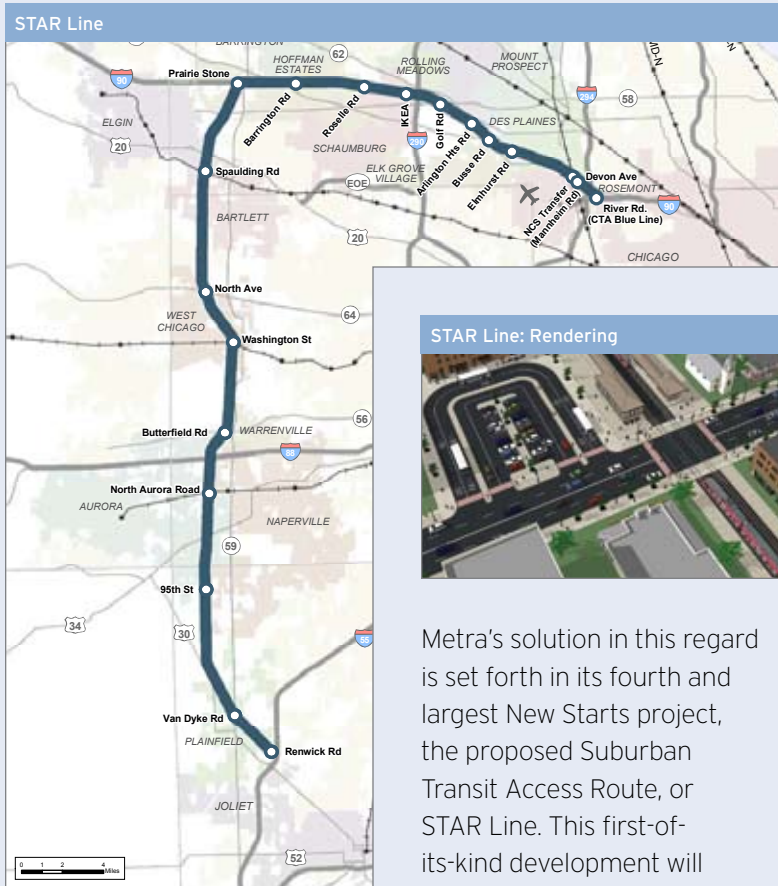 STAR Line
BARRINGTON
62
HOFFMAN
ESTATES
ROLLING
MEADOWS
MOUNT
PROSPECT
MD-N
Prairie Stone
90
294
58
Barrington Rd
Roselle Rd
IKEA
Golf Rd
ELGIN
20
SCHAUMBURG
290
Arlington Hts Rd
Busse Rd
Elmhurst Rd
DES PLAINES
ELK GROVE
VILLAGE
EOE
Spaulding Rd
NCS Transfer
(Mannheim Rd)
Devon Ave
ROSEMONT
River Rd.
(CTA Blue Line)
90
BARTLETT
20
CHICAGO
North Ave
64
WEST
CHICAGO
Washington St
56
Butterfield Rd
WARRENVILLE
88
North Aurora Road
AURORA
NAPERVILLE
59
95th St
34
30
55
Van Dyke Rd
PLAINFIELD
Renwick Rd
JOLIET
52
0 1 2 4
Miles
STAR Line: Rendering
Metra's solution in this regard
is set forth in its fourth and
largest New Starts project,
the proposed Suburban
Transit Access Route, or
STAR Line. This first-of-
its-kind development will